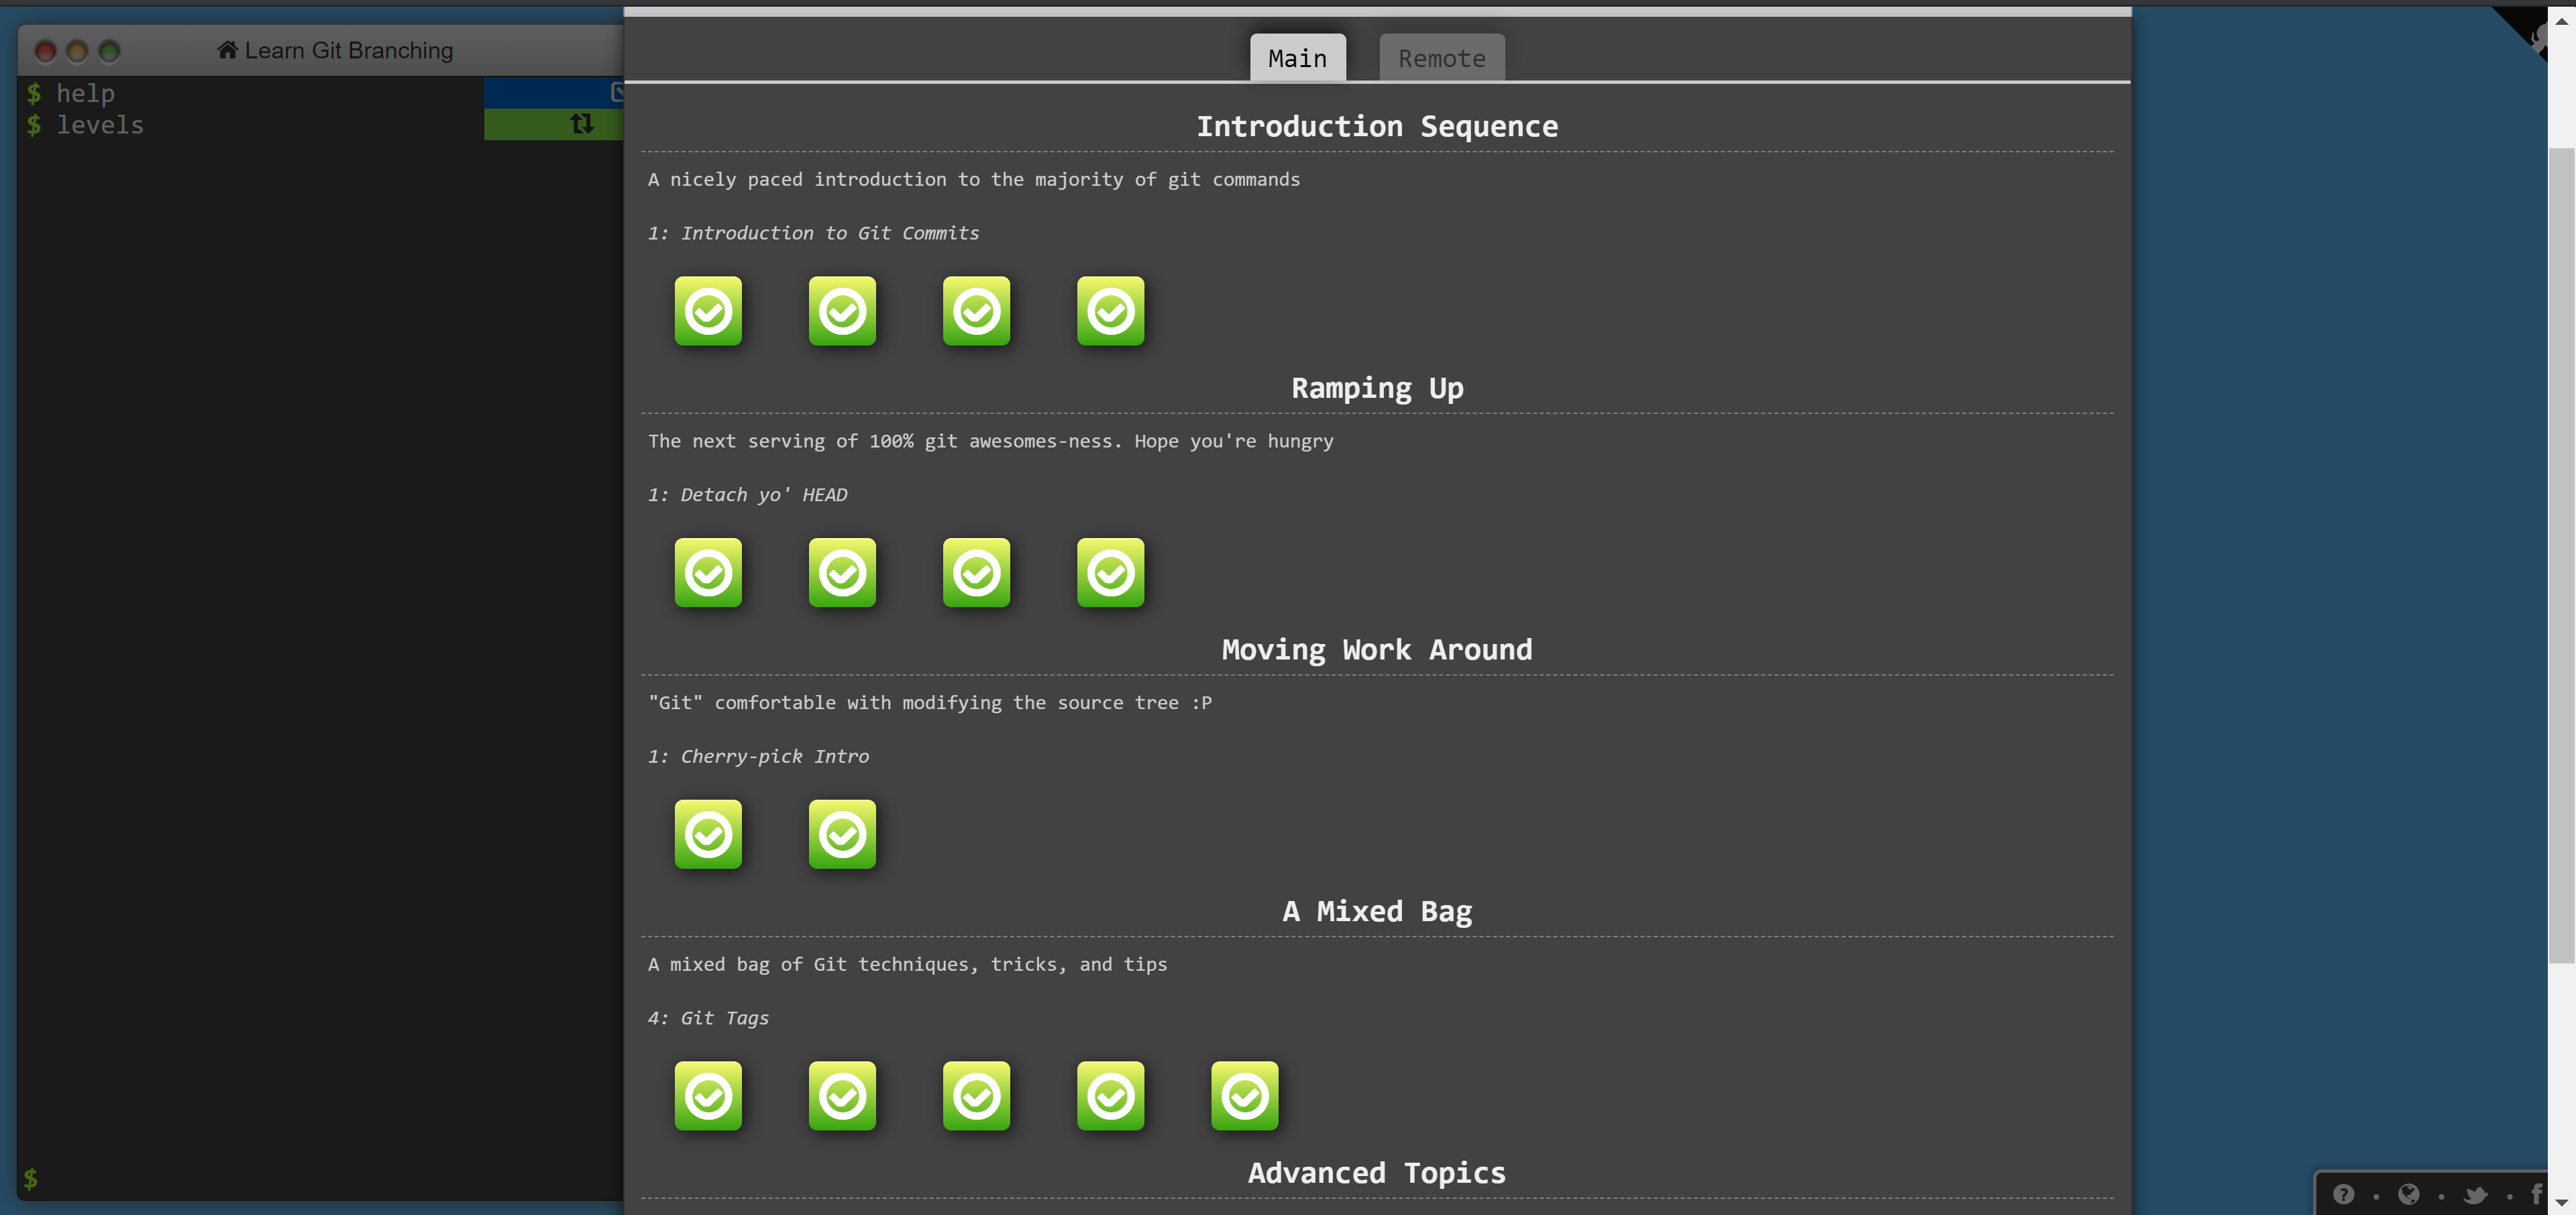 Learn Git Branching
$ help
$ levels
$
Main
Remote
Introduction Sequence
A nicely paced introduction to the majority of git commands
1: Introduction to Git Commits
Ramping Up
The next serving of 100% git awesomes-ness. Hope you're hungry
1: Detach yo' HEAD
Moving Work Around
"Git" comfortable with modifying the source tree :P
1: Cherry-pick Intro
A Mixed Bag
A mixed bag of Git techniques, tricks, and tips
4: Git Tags
Advanced Topics